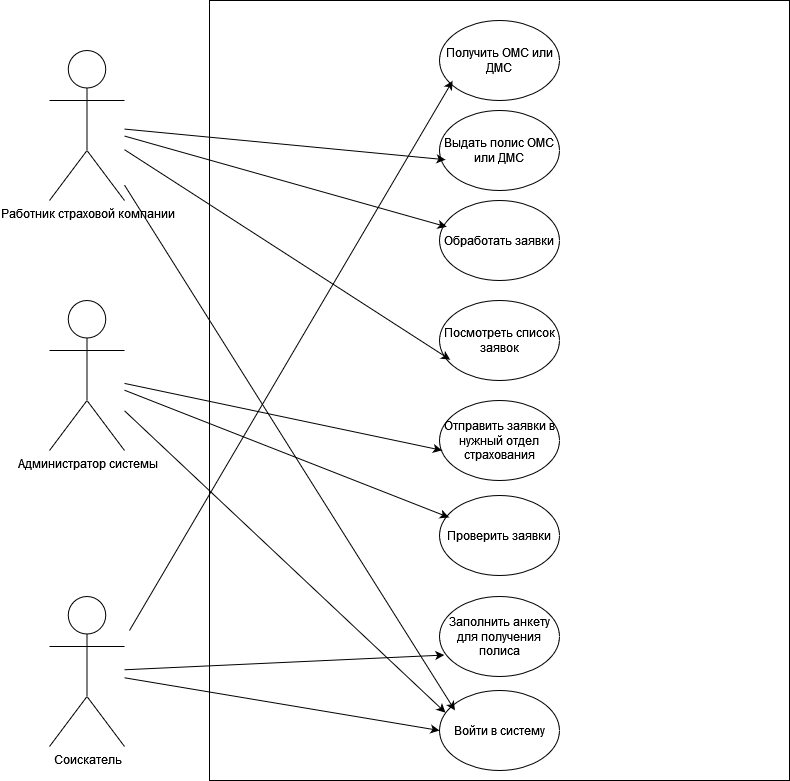 Получить ОМС или
ДМС
Выдать полис ОМС
или ДМС
Работник страховой компании
Обработать заявки
Посмотреть список
заявок
Отправить заявки в
нужный отдел
страхования
Администратор системы
Проверить заявки
Заполнить анкету
для получения
полиса
Войти в систему
Соискатель